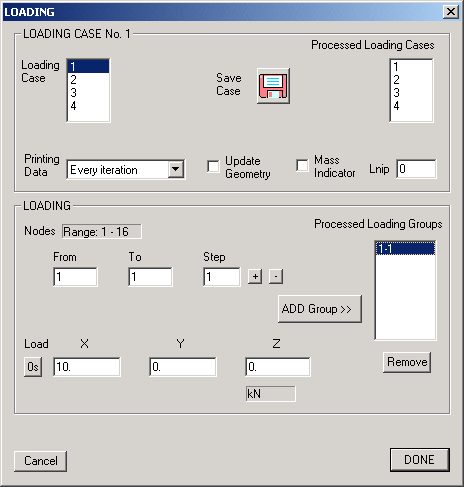 LOADING
LOADING CASE No. 1
Processed Loading Cases
Loading
Case
1
2
3
4
Save
Case
1
2
3
4
Printing
Data
Every iteration
Update
Geometry
Mass
Indicator
Lnip
0
LOADING
Nodes
Range: 1 - 16
Processed Loading Groups
1-1
From
To
Step
1
1
1
+
-
ADD Group >>
Load
X
Y
Z
0s
10.
0.
0.
Remove
kN
Cancel
DONE